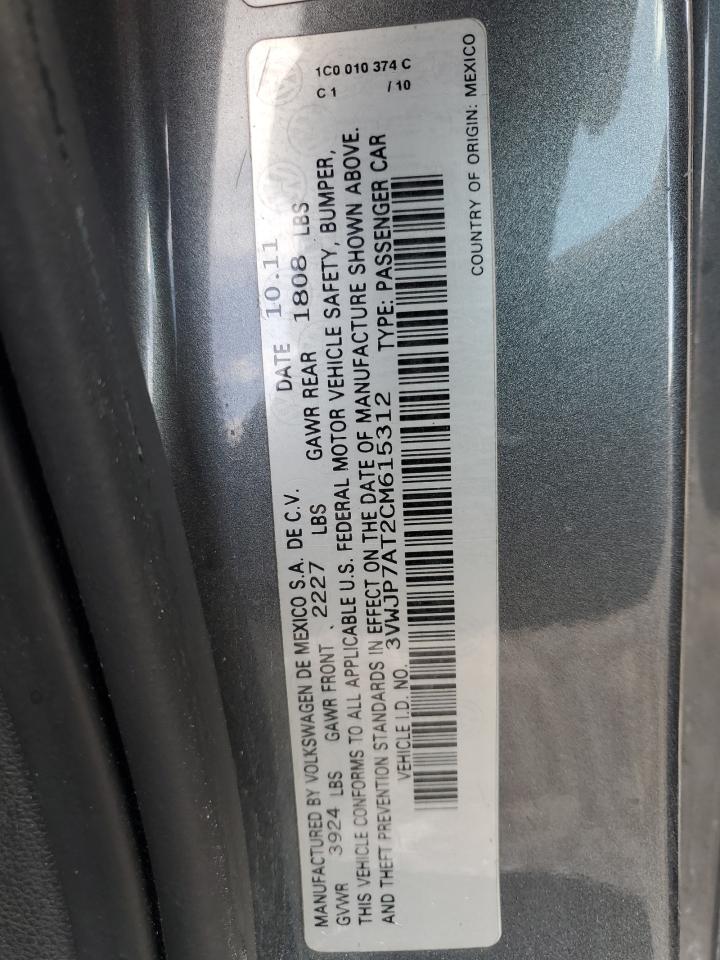 1C0 010 374 C
C 1 / 10
MANUFACTURED BY VOLKSWAGEN DE MEXICO S.A. DE C.V. DATE 10.11
GVWR 3924 LBS GAWR FRONT 2227 LBS GAWR REAR 1808 LBS
THIS VEHICLE CONFORMS TO ALL APPLICABLE U.S. FEDERAL MOTOR VEHICLE SAFETY, BUMPER,
AND THEFT PREVENTION STANDARDS IN EFFECT ON THE DATE OF MANUFACTURE SHOWN ABOVE.
VEHICLE I.D. NO. 3VWJP7AT2CM615312 TYPE: PASSENGER CAR
COUNTRY OF ORIGIN: MEXICO